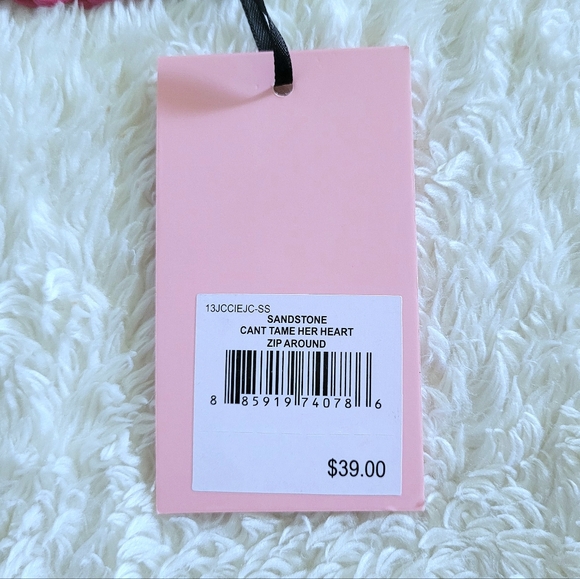 13JCCIEJC-SS
SANDSTONE
CANT TAME HER HEART
ZIP AROUND
8 85919 74078 6
$39.00